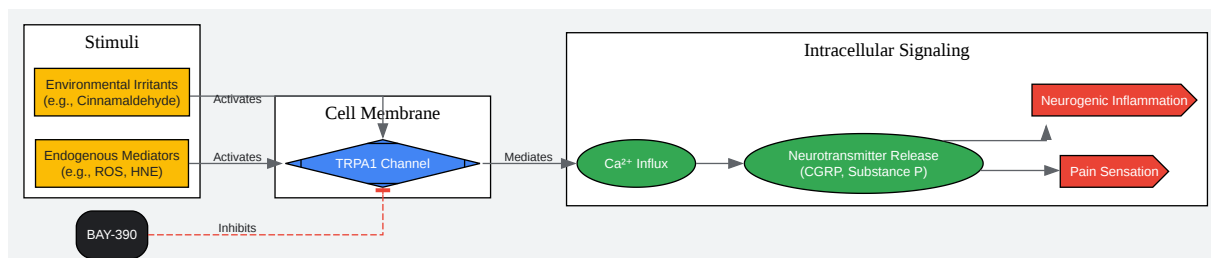 Stimuli
Environmental Irritants
(e.g., Cinnamaldehyde)
Activates
Endogenous Mediators
(e.g., ROS, HNE)
Activates
BAY-390
Inhibits
Cell Membrane
TRPA1 Channel
Mediates
Intracellular Signaling
Ca²⁺ Influx
Neurotransmitter Release
(CGRP, Substance P)
Neurogenic Inflammation
Pain Sensation